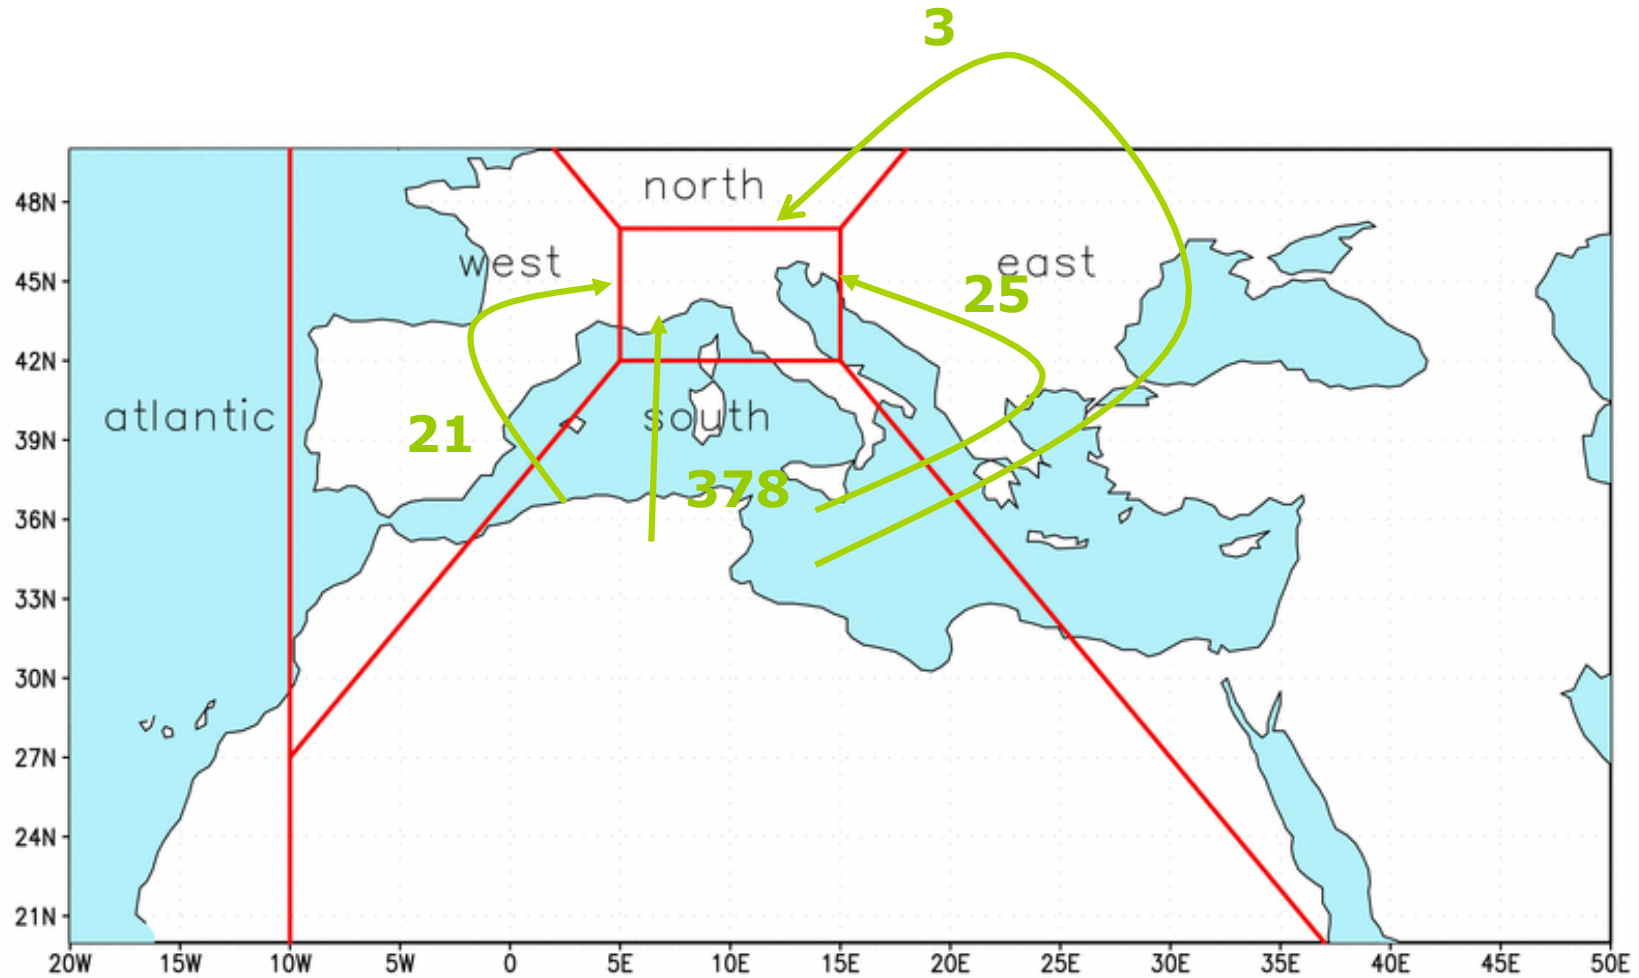 3
north
48N
west
east
45N
25
42N
atlantic
south
21
39N
378
36N
33N
30N
27N
24N
21N
20W 15W 10W 5W 0 5E 10E 15E 20E 25E 30E 35E 40E 45E 50E